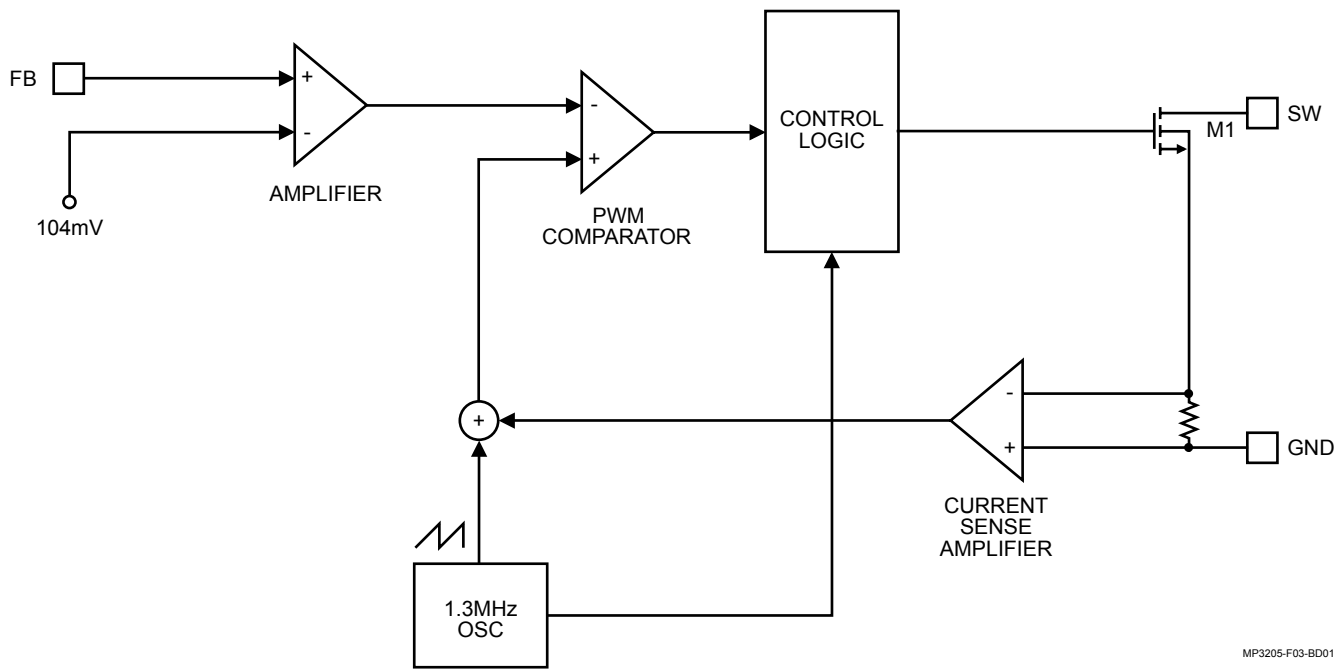 FB
+
-
104mV
AMPLIFIER
-
+
PWM
COMPARATOR
CONTROL
LOGIC
M1
SW
+
-
+
GND
CURRENT
SENSE
AMPLIFIER
1.3MHz
OSC
MP3205-F03-BD01